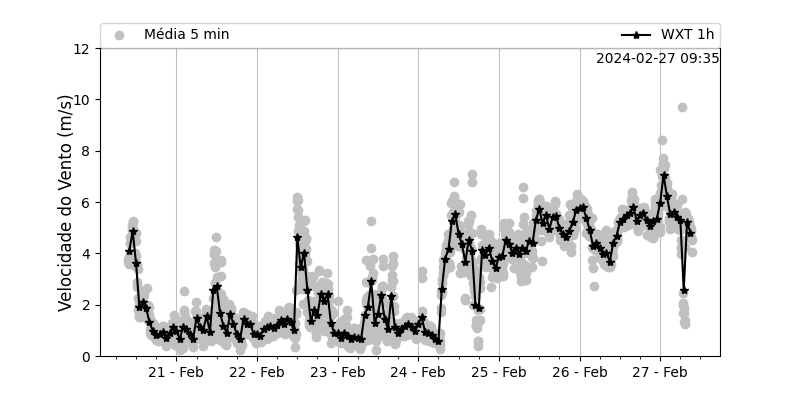 Média 5 min
WXT 1h
2024-02-27 09:35
Velocidade do Vento (m/s)
12
10
8
6
4
2
0
21 - Feb
22 - Feb
23 - Feb
24 - Feb
25 - Feb
26 - Feb
27 - Feb